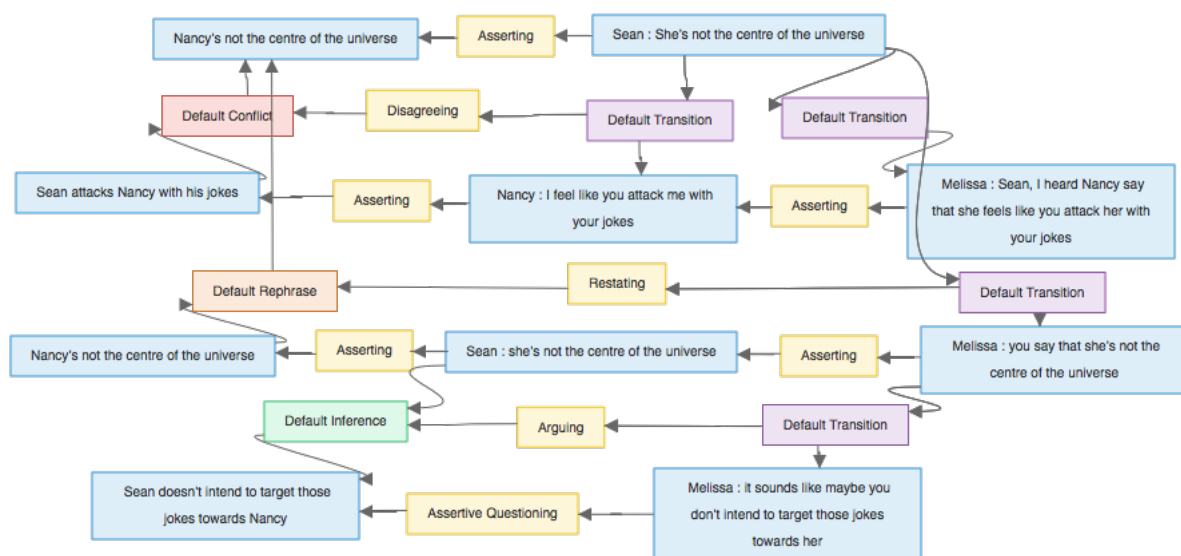 Nancy's not the centre of the universe
Asserting
Sean : She's not the centre of the universe
Default Conflict
Disagreeing
Default Transition
Default Transition
Sean attacks Nancy with his jokes
Asserting
Nancy : I feel like you attack me with
your jokes
Asserting
Melissa : Sean, I heard Nancy say
that she feels like you attack her with
your jokes
Default Rephrase
Restating
Default Transition
Nancy's not the centre of the universe
Asserting
Sean : she's not the centre of the universe
Asserting
Melissa : you say that she's not the
centre of the universe
Default Inference
Arguing
Default Transition
Sean doesn't intend to target those
jokes towards Nancy
Assertive Questioning
Melissa : it sounds like maybe you
don't intend to target those jokes
towards her